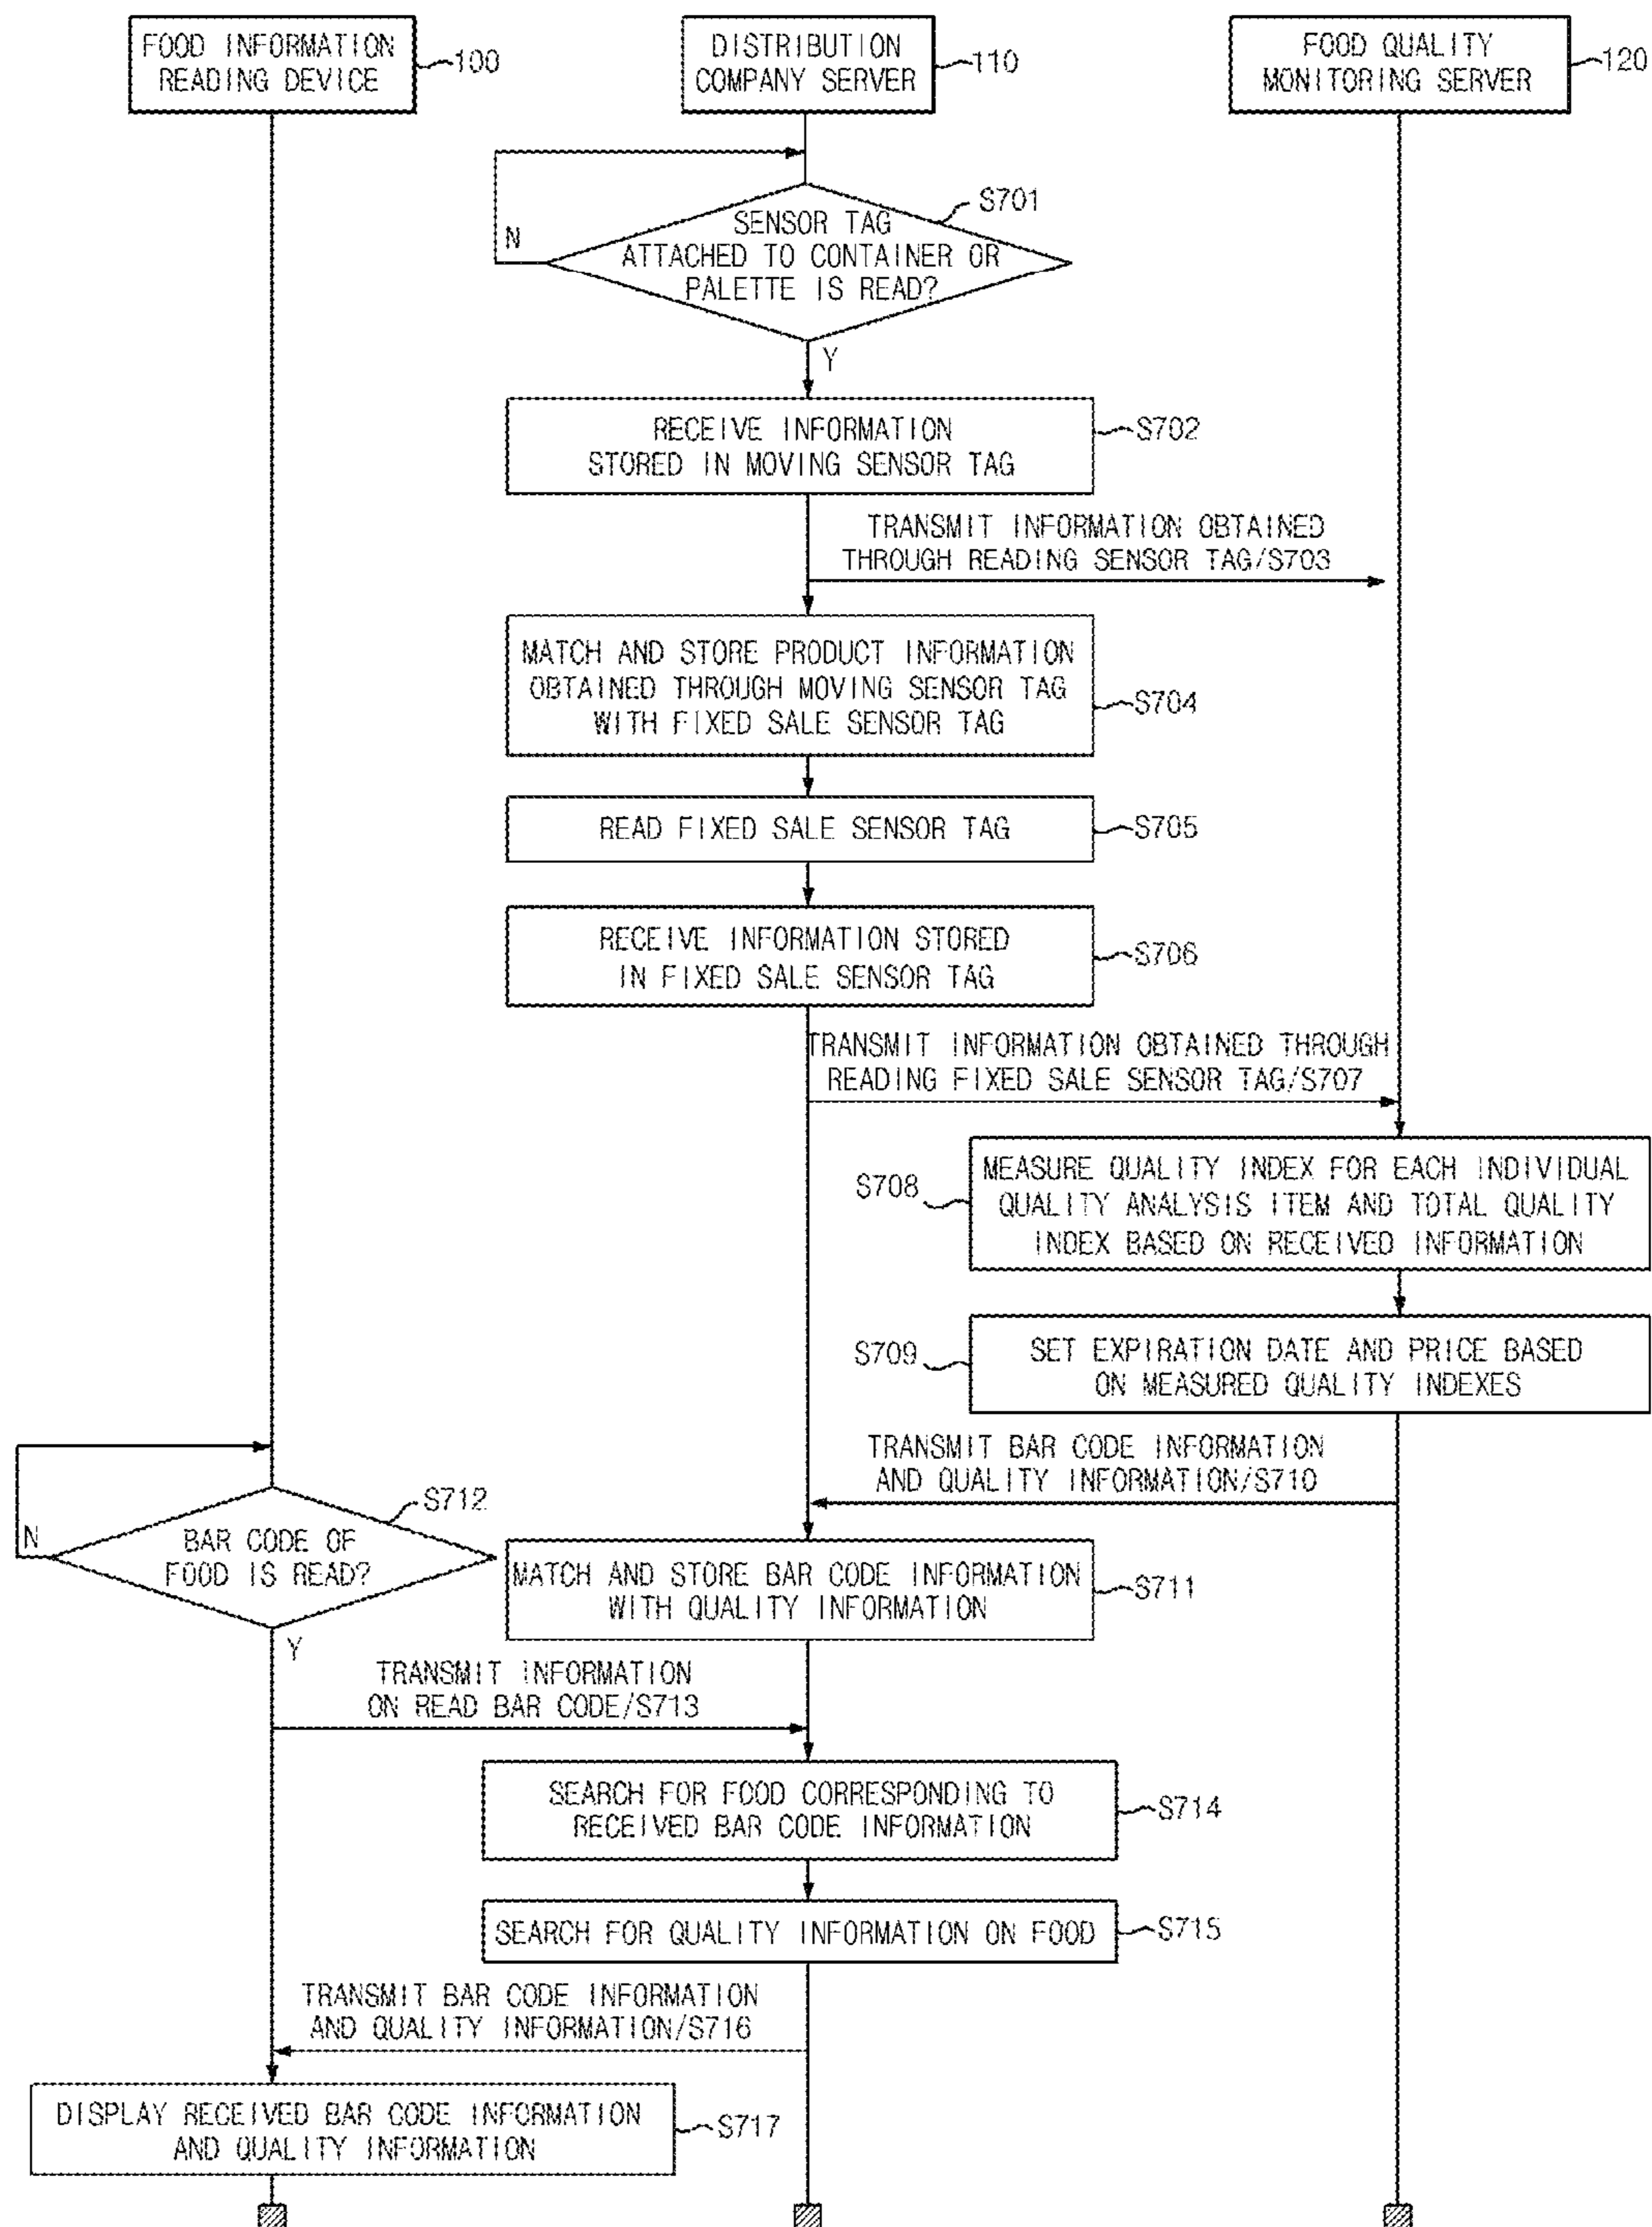 FOOD INFORMATION
READING DEVICE
100
DISTRIBUTION
COMPANY SERVER
110
FOOD QUALITY
MONITORING SERVER
120
S701
SENSOR TAG
ATTACHED TO CONTAINER OR
PALETTE IS READ?
N
Y
RECEIVE INFORMATION
STORED IN MOVING SENSOR TAG
S702
TRANSMIT INFORMATION OBTAINED
THROUGH READING SENSOR TAG/S703
MATCH AND STORE PRODUCT INFORMATION
OBTAINED THROUGH MOVING SENSOR TAG
WITH FIXED SALE SENSOR TAG
S704
READ FIXED SALE SENSOR TAG
S705
RECEIVE INFORMATION STORED
IN FIXED SALE SENSOR TAG
S706
TRANSMIT INFORMATION OBTAINED THROUGH
READING FIXED SALE SENSOR TAG/S707
S708
MEASURE QUALITY INDEX FOR EACH INDIVIDUAL
QUALITY ANALYSIS ITEM AND TOTAL QUALITY
INDEX BASED ON RECEIVED INFORMATION
S709
SET EXPIRATION DATE AND PRICE BASED
ON MEASURED QUALITY INDEXES
TRANSMIT BAR CODE INFORMATION
AND QUALITY INFORMATION/S710
S712
N
BAR CODE OF
FOOD IS READ?
Y
MATCH AND STORE BAR CODE INFORMATION
WITH QUALITY INFORMATION
S711
TRANSMIT INFORMATION
ON READ BAR CODE/S713
SEARCH FOR FOOD CORRESPONDING TO
RECEIVED BAR CODE INFORMATION
S714
SEARCH FOR QUALITY INFORMATION ON FOOD
S715
TRANSMIT BAR CODE INFORMATION
AND QUALITY INFORMATION/S716
DISPLAY RECEIVED BAR CODE INFORMATION
AND QUALITY INFORMATION
S717